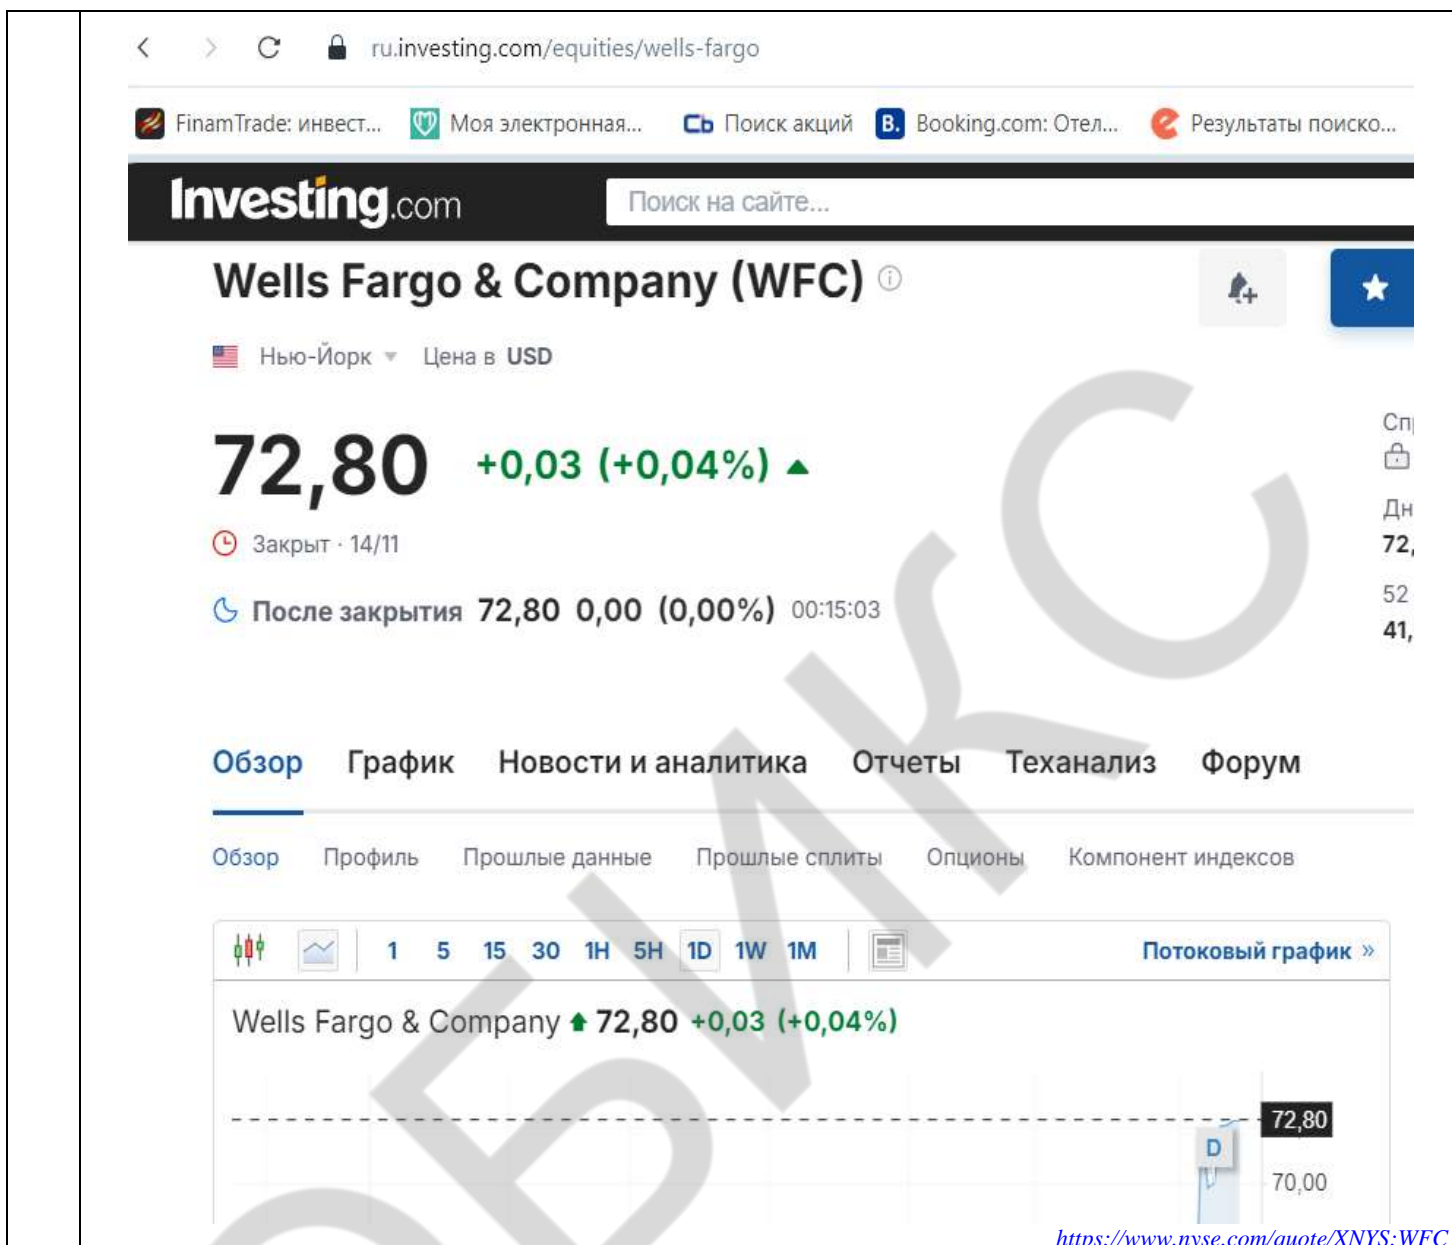 ru.investing.com/equities/wells-fargo
FinamTrade: инвест... Моя электронная... Cb Поиск акций B. Booking.com: Отел... Результаты поиско...
Investing.com Поиск на сайте...
Wells Fargo & Company (WFC)
Нью-Йорк Цена в USD
72,80 +0,03 (+0,04%)
Закрыт · 14/11
После закрытия 72,80 0,00 (0,00%) 00:15:03
72,
52
41,
Обзор График Новости и аналитика Отчеты Теханализ Форум
Обзор Профиль Прошлые данные Прошлые сплиты Опционы Компонент индексов
1 5 15 30 1H 5H 1D 1W 1M Потоковый график »
Wells Fargo & Company 72,80 +0,03 (+0,04%)
72,80
D
70,00
https://www.nyse.com/quote/XNYS:WFC
ОБИКС